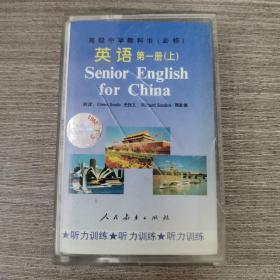 高级中学教科书（必修）
英语 第一册（上）
Senior English
for China
人民教育出版社
★听力训练★听力训练★听力训练